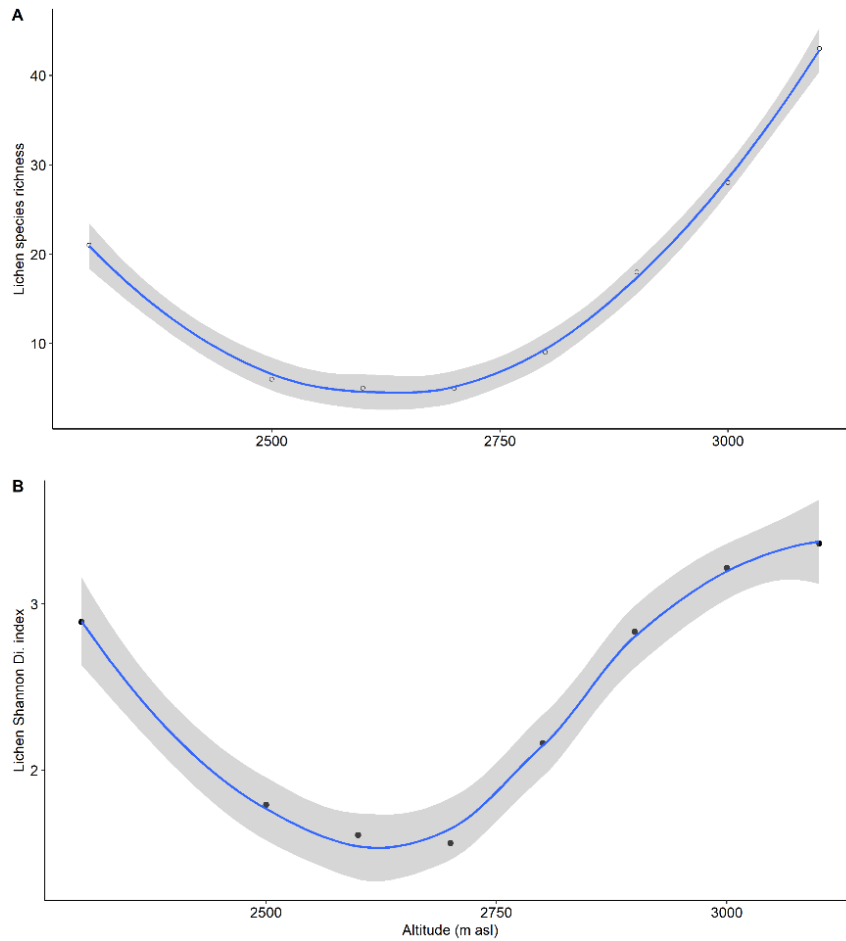 A
Lichen species richness
40
30
20
10
2500
2750
3000
B
Lichen Shannon Di. index
3
2
2500
2750
3000
Altitude (m asl)